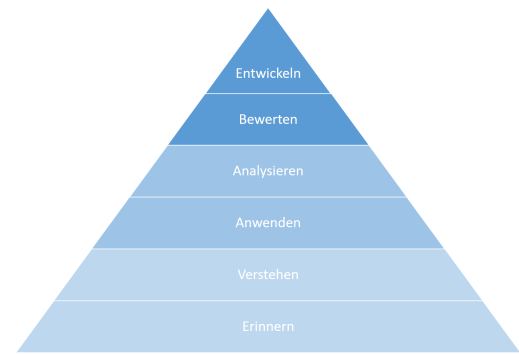 Entwickeln
Bewerten
Analysieren
Anwenden
Verstehen
Erinnern